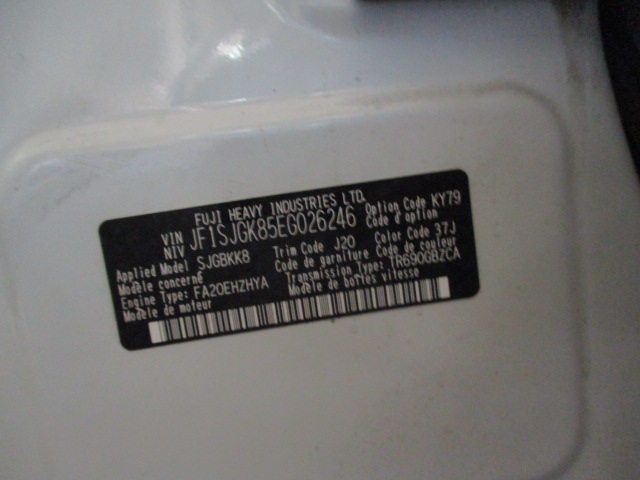 FUJI HEAVY INDUSTRIES LTD.
VIN
NIV JF1SJGK85EG026246 Option Code KY79
Code d'option
Applied Model SJGBKK8 Trim Code J20 Color Code 37J
Modèle concerné Code de garniture Code de couleur
Engine Type: FA20EHZHYA Transmission Type: TR690GBZCA
Modèle de moteur Modèle de boîtes vitesse